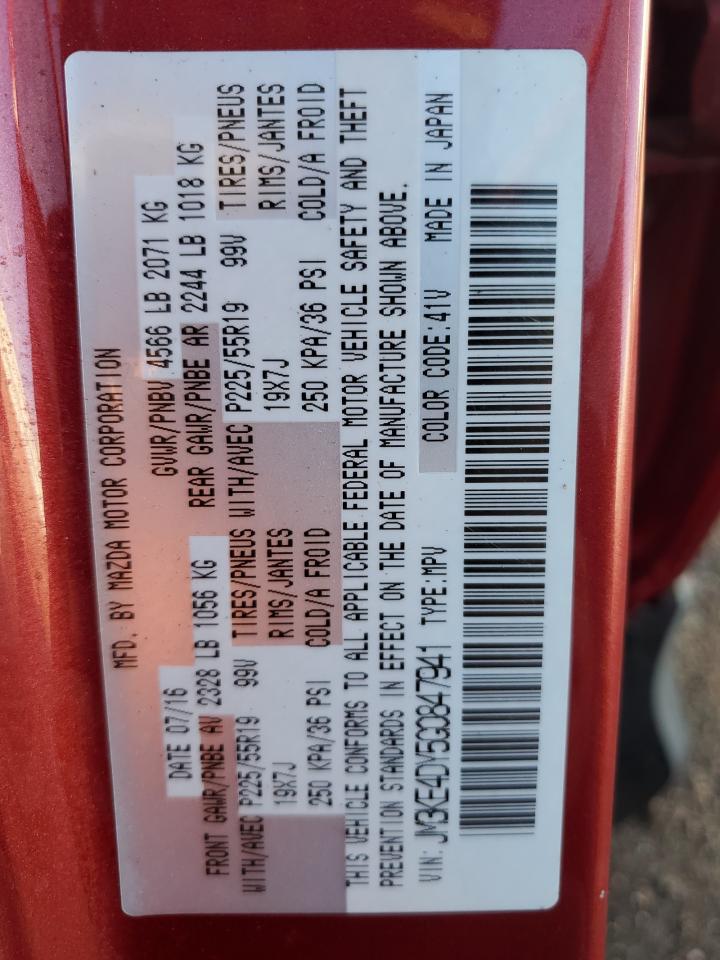 MFD. BY MAZDA MOTOR CORPORATION
DATE 07/16 GVWR/PNBV 4566 LB 2071 KG
FRONT GAWR/PNBE AV 2328 LB 1056 KG REAR GAWR/PNBE AR 2244 LB 1018 KG
WITH/AVEC P225/55R19 99V TIRES/PNEUS WITH/AVEC P225/55R19 99V TIRES/PNEUS
19X7J RIMS/JANTES 19X7J RIMS/JANTES
250 KPA/36 PSI COLD/A FROID 250 KPA/36 PSI COLD/A FROID
THIS VEHICLE CONFORMS TO ALL APPLICABLE FEDERAL MOTOR VEHICLE SAFETY AND THEFT
PREVENTION STANDARDS IN EFFECT ON THE DATE OF MANUFACTURE SHOWN ABOVE.
VIN: JM3KE4DY5G0847941 TYPE:MPV COLOR CODE:41V MADE IN JAPAN